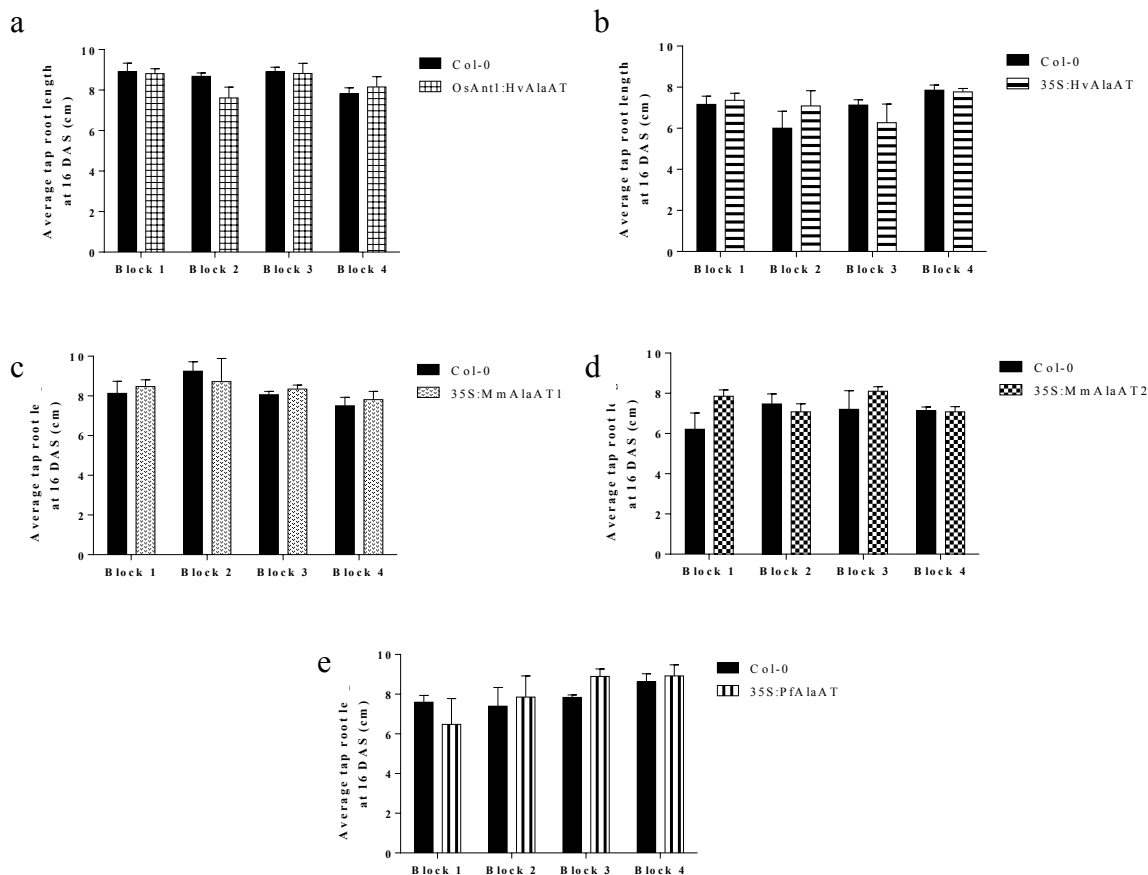 a
Average tap root length
at 16 DAS (cm)
10
8
6
4
2
0
Block 1 Block 2 Block 3 Block 4
Col-0
OsAnt1:HvAlaAT
b
Average tap root length
at 16 DAS (cm)
10
8
6
4
2
0
Block 1 Block 2 Block 3 Block 4
Col-0
35S:HvAlaAT
c
Average tap root le
at 16 DAS (cm)
10
8
6
4
2
0
Block 1 Block 2 Block 3 Block 4
Col-0
35S:MmAlaAT1
d
Average tap root le
at 16 DAS (cm)
10
8
6
4
2
0
Block 1 Block 2 Block 3 Block 4
Col-0
35S:MmAlaAT2
e
Average tap root le
at 16 DAS (cm)
10
8
6
4
2
0
Block 1 Block 2 Block 3 Block 4
Col-0
35S:PfAlaAT